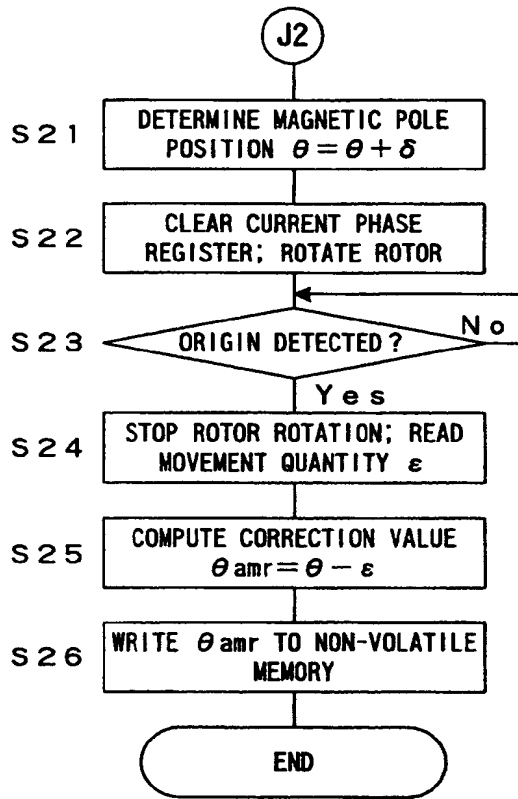 J2
S21
DETERMINE MAGNETIC POLE
POSITION θ=θ+δ
S22
CLEAR CURRENT PHASE
REGISTER; ROTATE ROTOR
S23
ORIGIN DETECTED?
No
Yes
S24
STOP ROTOR ROTATION; READ
MOVEMENT QUANTITY ε
S25
COMPUTE CORRECTION VALUE
θamr=θ-ε
S26
WRITE θamr TO NON-VOLATILE
MEMORY
END